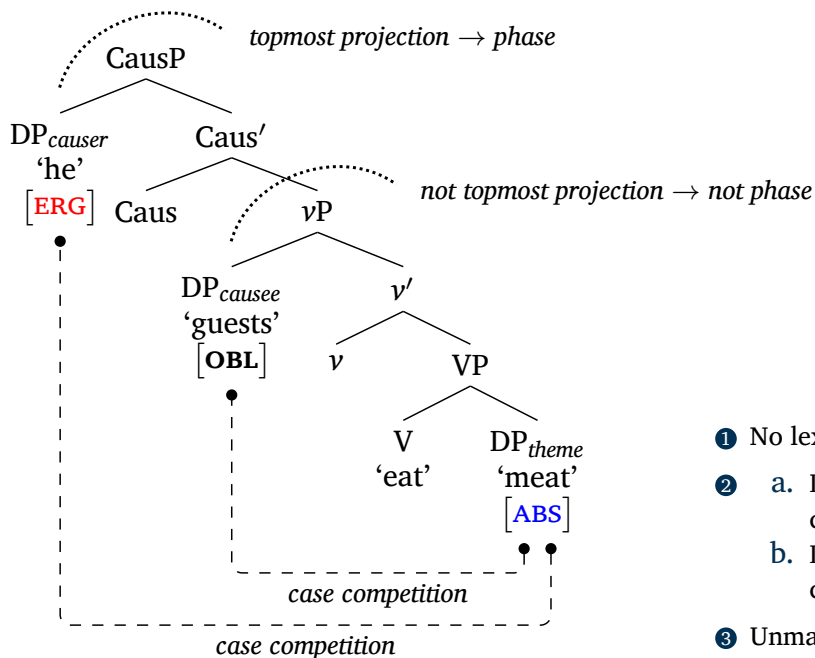 topmost projection → phase
CausP
DPcauser
'he'
[ERG]
Caus′
Caus
not topmost projection → not phase
vP
DPcausee
'guests'
[OBL]
v′
v
VP
V
'eat'
DPtheme
'meat'
[ABS]
case competition
case competition
❶ No lex
❷ a. I
c
b. I
c
❸ Unma